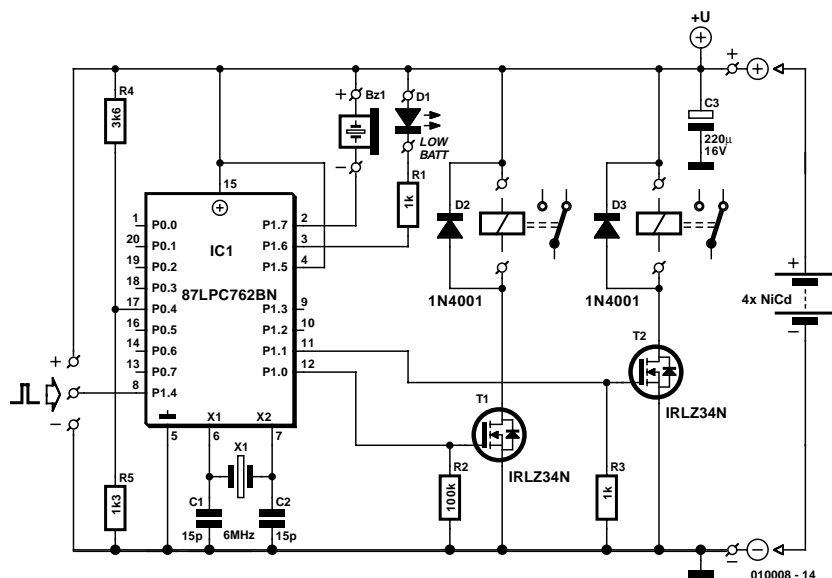 +U
+
+
+
C3
220μ
16V
R4
3k6
+
Bz1
–
D1
LOW
BATT
R1
1k
15
+
1 P0.0
20 P0.1
19 P0.2
18 P0.3
17 P0.4
16 P0.5
14 P0.6
13 P0.7
8 P1.4
IC1
87LPC762BN
P1.7 2
P1.6 3
P1.5 4
P1.3 9
P1.2 10
P1.1 11
P1.0 12
X1 X2
5 6 7
D2
1N4001
D3
1N4001
+
4x NiCd
–
T2
IRLZ34N
T1
IRLZ34N
+
–
R5
1k3
X1
C1
15p
6MHz
C2
15p
R2
100k
R3
1k
–
–
010008 - 14